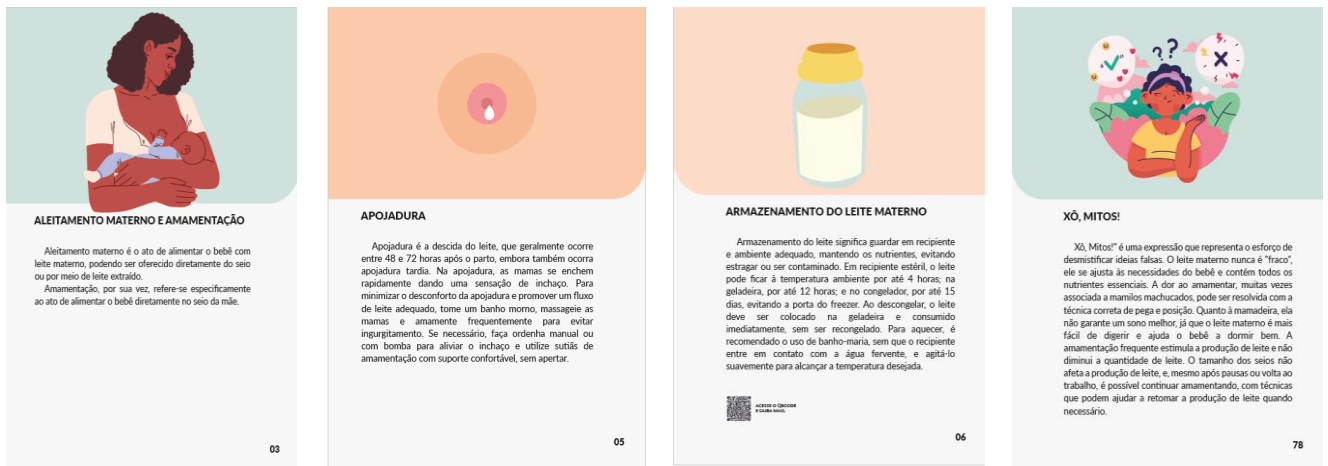 ALEITAMENTO MATERNO E AMAMENTAÇÃO
Aleitamento materno é o ato de alimentar o bebê com
leite materno, podendo ser oferecido diretamente do seio
ou por meio de leite extraído.
Amamentação, por sua vez, refere-se especificamente
ao ato de alimentar o bebê diretamente no seio da mãe.
03
APOJADURA
Apojadura é a descida do leite, que geralmente ocorre
entre 48 e 72 horas após o parto, embora também ocorra
apojadura tardia. Na apojadura, as mamas se enchem
rapidamente dando uma sensação de inchaço. Para
minimizar o desconforto da apojadura e promover um fluxo
de leite adequado, tome um banho morno, massageie as
mamas e amamente frequentemente para evitar
ingurgitamento. Se necessário, faça ordenha manual ou
com bomba para aliviar o inchaço e utilize sutiãs de
amamentação com suporte confortável, sem apertar.
05
ARMAZENAMENTO DO LEITE MATERNO
Armazenamento do leite significa guardar em recipiente
e ambiente adequado, mantendo os nutrientes, evitando
estragar ou ser contaminado. Em recipiente estéril, o leite
pode ficar à temperatura ambiente por até 4 horas; na
geladeira, por até 12 horas; e no congelador, por até 15
dias, evitando a porta do freezer. Ao descongelar, o leite
deve ser colocado na geladeira e consumido
imediatamente, sem ser recongelado. Para aquecer, é
recomendado o uso de banho-maria, sem que o recipiente
entre em contato com a água fervente, e agitá-lo
suavemente para alcançar a temperatura desejada.
ACESSE O QRCODE
E SAIBA MAIS.
06
???
XÔ, MITOS!
Xô, Mitos!" é uma expressão que representa o esforço de
desmistificar ideias falsas. O leite materno nunca é "fraco",
ele se ajusta às necessidades do bebê e contém todos os
nutrientes essenciais. A dor ao amamentar, muitas vezes
associada a mamilos machucados, pode ser resolvida com a
técnica correta de pega e posição. Quanto à mamadeira, ela
não garante um sono melhor, já que o leite materno é mais
fácil de digerir e ajuda o bebê a dormir bem. A
amamentação frequente estimula a produção de leite e não
diminui a quantidade de leite. O tamanho dos seios não
afeta a produção de leite, e, mesmo após pausas ou volta ao
trabalho, é possível continuar amamentando, com técnicas
que podem ajudar a retomar a produção de leite quando
necessário.
78